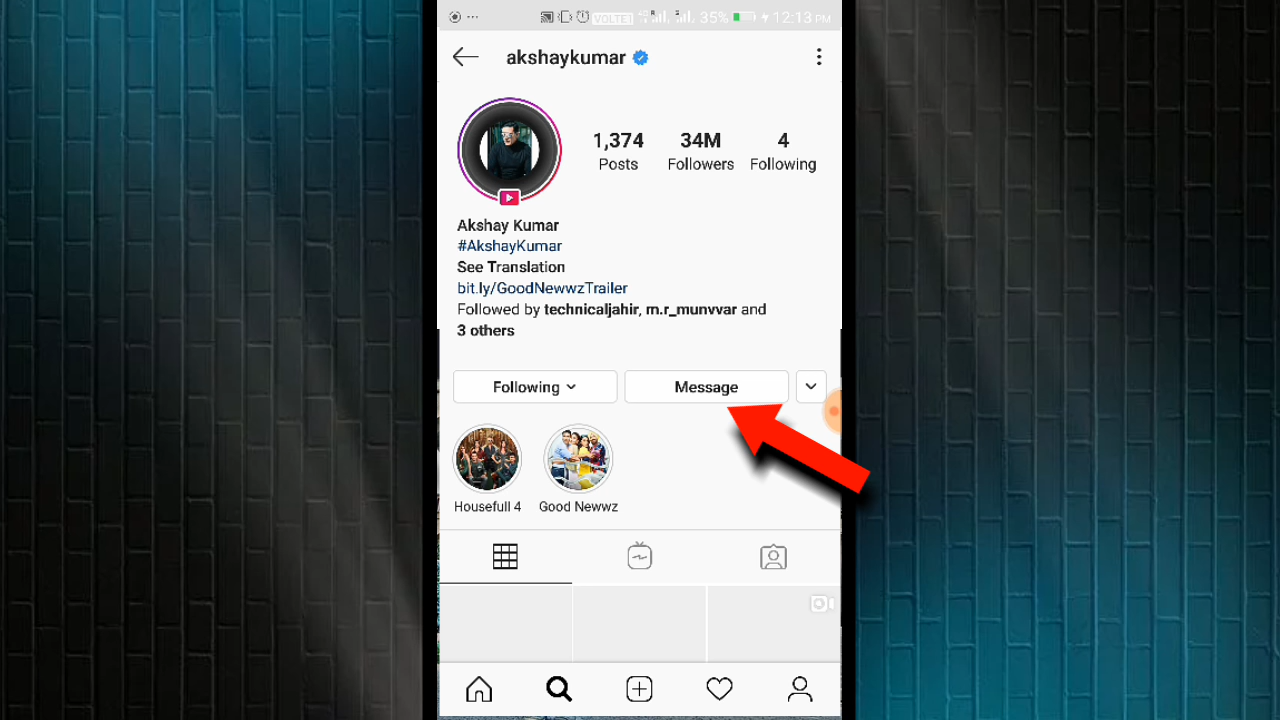 VOLTE 35% 12:13 PM
akshaykumar
1,374 34M 4
Posts Followers Following
Akshay Kumar
#AkshayKumar
See Translation
bit.ly/GoodNewwzTrailer
Followed by technicaljahir, m.r_munvvar and
3 others
Following Message
Housefull 4 Good Newwz